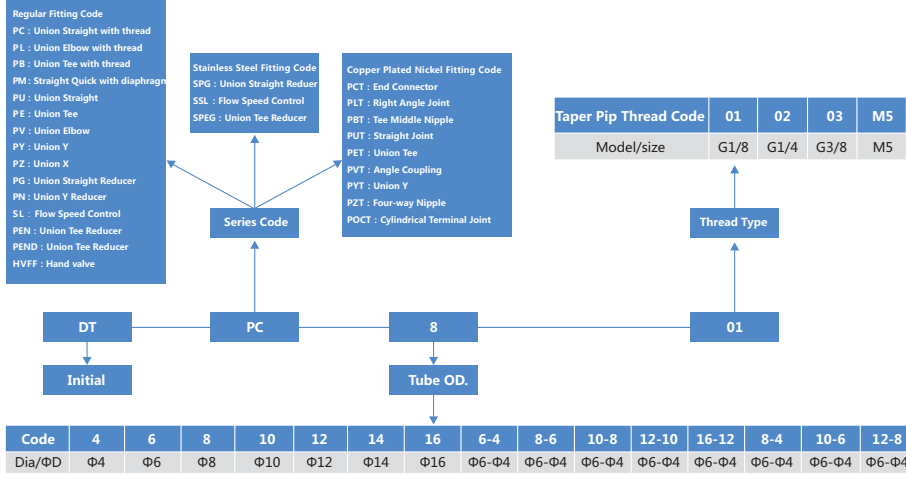 Regular Fitting Code
PC : Union Straight with thread
PL : Union Elbow with thread
PB : Union Tee with thread
PM : Straight Quick with diaphragm
PU : Union Straight
PE : Union Tee
PV : Union Elbow
PY : Union Y
PZ : Union X
PG : Union Straight Reducer
PN : Union Y Reducer
SL : Flow Speed Control
PEN : Union Tee Reducer
PEND : Union Tee Reducer
HVFF : Hand valve
Stainless Steel Fitting Code
SPG : Union Straight Reduer
SSL : Flow Speed Control
SPEG : Union Tee Reducer
Copper Plated Nickel Fitting Code
PCT : End Connector
PLT : Right Angle Joint
PBT : Tee Middle Nipple
PUT : Straight Joint
PET : Union Tee
PVT : Angle Coupling
PYT : Union Y
PZT : Four-way Nipple
POCT : Cylindrical Terminal Joint
Taper Pip Thread Code 01 02 03 M5
Model/size G1/8 G1/4 G3/8 M5
Series Code
Thread Type
DT PC 8 01
Initial
Tube OD.
Code 4 6 8 10 12 14 16 6-4 8-6 10-8 12-10 16-12 8-4 10-6 12-8
Dia/ΦD Φ4 Φ6 Φ8 Φ10 Φ12 Φ14 Φ16 Φ6-Φ4 Φ6-Φ4 Φ6-Φ4 Φ6-Φ4 Φ6-Φ4 Φ6-Φ4 Φ6-Φ4 Φ6-Φ4